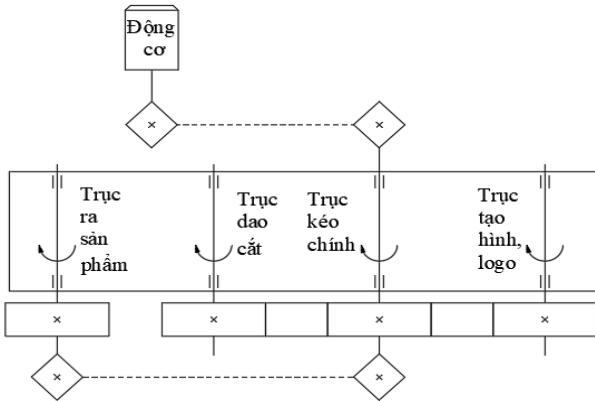 Động
cơ
Trục
ra
sản
phẩm
Trục
dao
cắt
Trục
kéo
chính
Trục
tạo
hình,
logo